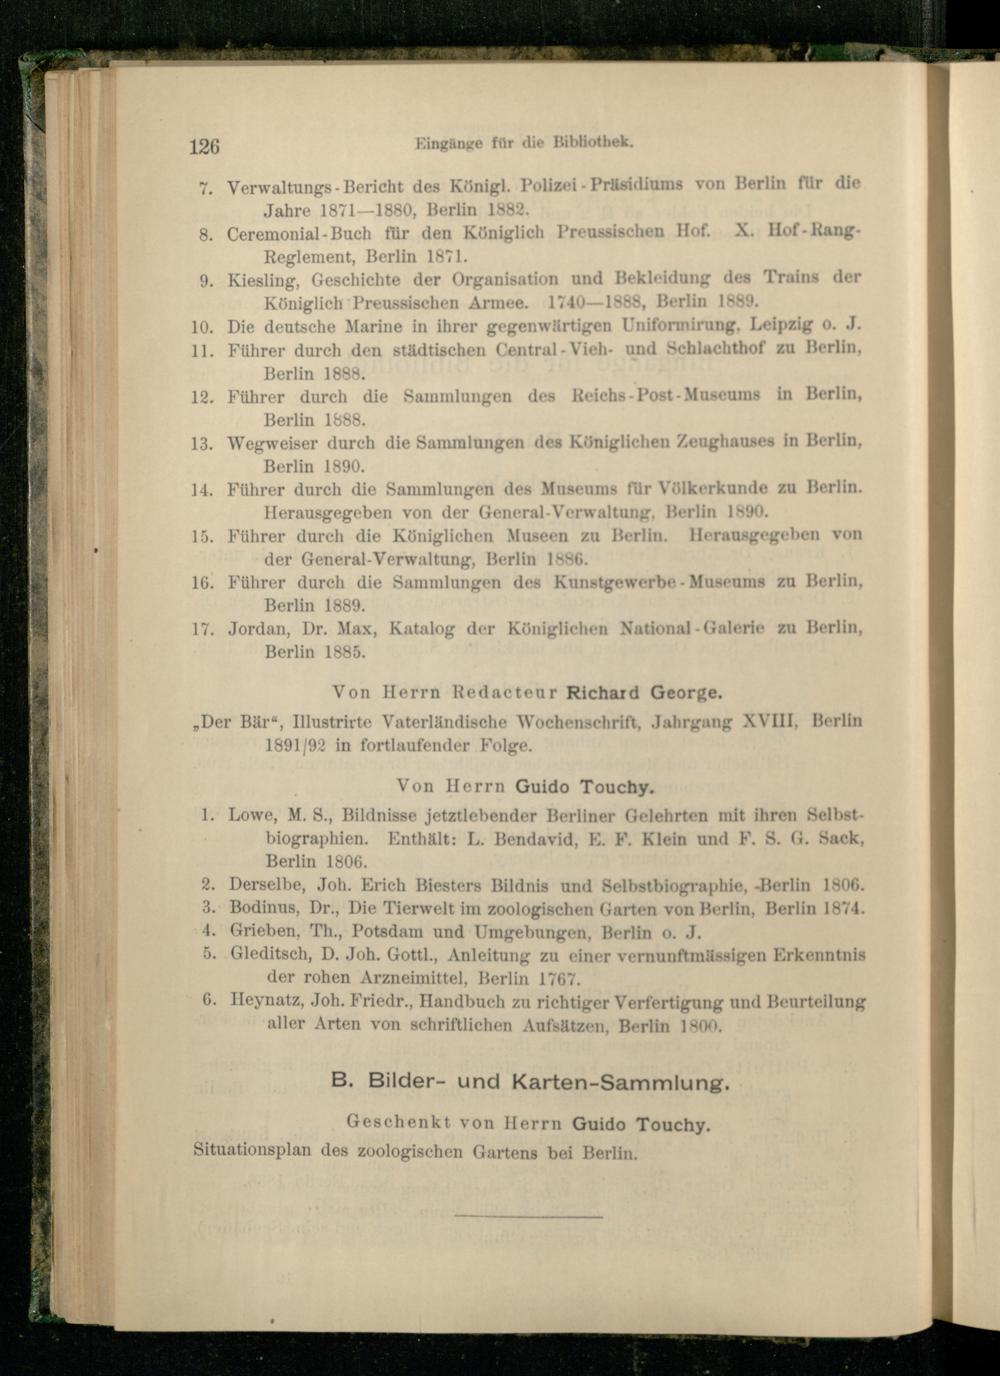 126
Eingänge für die Bibliothek.
7. Verwaltungs-Bericht des Königl. Polizei-Präsidiums von Berlin für die
Jahre 1871—1880, Berlin 1882.
8. Ceremonial-Buch für den Königlich Preussischen Hof. X. Hof-Rang-
Reglement, Berlin 1871.
9. Kiesling, Geschichte der Organisation und Bekleidung des Trains der
Königlich Preussischen Armee. 1740—1888, Berlin 1889.
10. Die deutsche Marine in ihrer gegenwärtigen Uniformirung, Leipzig o. J.
11. Führer durch den städtischen Central-Vieh- und Schlachthof zu Berlin,
Berlin 1888.
12. Führer durch die Sammlungen des Reichs-Post-Museums in Berlin,
Berlin 1888.
13. Wegweiser durch die Sammlungen des Königlichen Zeughauses in Berlin,
Berlin 1890.
14. Führer durch die Sammlungen des Museums für Völkerkunde zu Berlin.
Herausgegeben von der General-Verwaltung, Berlin 1890.
15. Führer durch die Königlichen Museen zu Berlin. Herausgegeben von
der General-Verwaltung, Berlin 1886.
16. Führer durch die Sammlungen des Kunstgewerbe-Museums zu Berlin,
Berlin 1889.
17. Jordan, Dr. Max, Katalog der Königlichen National-Galerie zu Berlin,
Berlin 1885.
Von Herrn Redacteur Richard George.
„Der Bär“, Illustrirte Vaterländische Wochenschrift, Jahrgang XVIII, Berlin
1891/92 in fortlaufender Folge.
Von Herrn Guido Touchy.
1. Lowe, M. S., Bildnisse jetztlebender Berliner Gelehrten mit ihren Selbst-
biographien. Enthält: L. Bendavid, E. F. Klein und F. S. G. Sack,
Berlin 1806.
2. Derselbe, Joh. Erich Biesters Bildnis und Selbstbiographie, Berlin 1806.
3. Bodinus, Dr., Die Tierwelt im zoologischen Garten von Berlin, Berlin 1874.
4. Grieben, Th., Potsdam und Umgebungen, Berlin o. J.
5. Gleditsch, D. Joh. Gottl., Anleitung zu einer vernunftmässigen Erkenntnis
der rohen Arzneimittel, Berlin 1767.
6. Heynatz, Joh. Friedr., Handbuch zu richtiger Verfertigung und Beurteilung
aller Arten von schriftlichen Aufsätzen, Berlin 1800.
B. Bilder- und Karten-Sammlung.
Geschenkt von Herrn Guido Touchy.
Situationsplan des zoologischen Gartens bei Berlin.